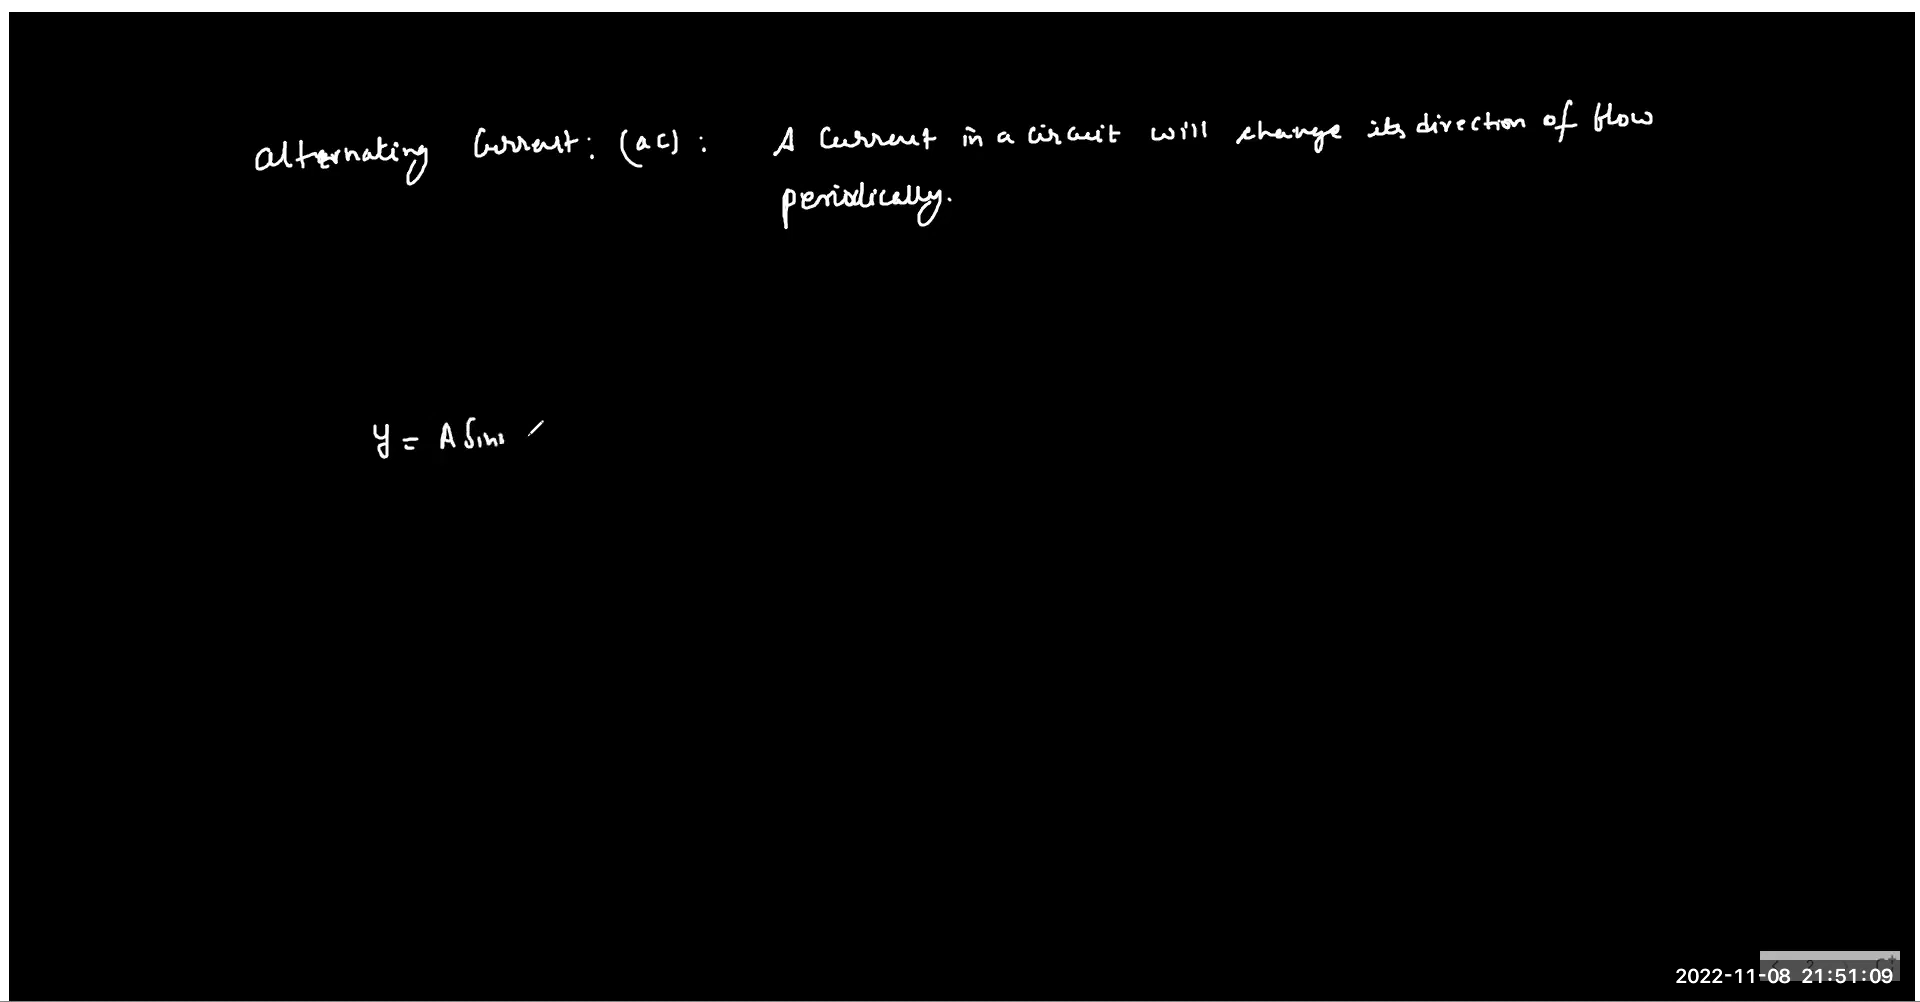 Alternating Current: (ac): A Current in a circuit will change its direction of flow
periodically.
y = A Sin
2022-11-08 21:51:09